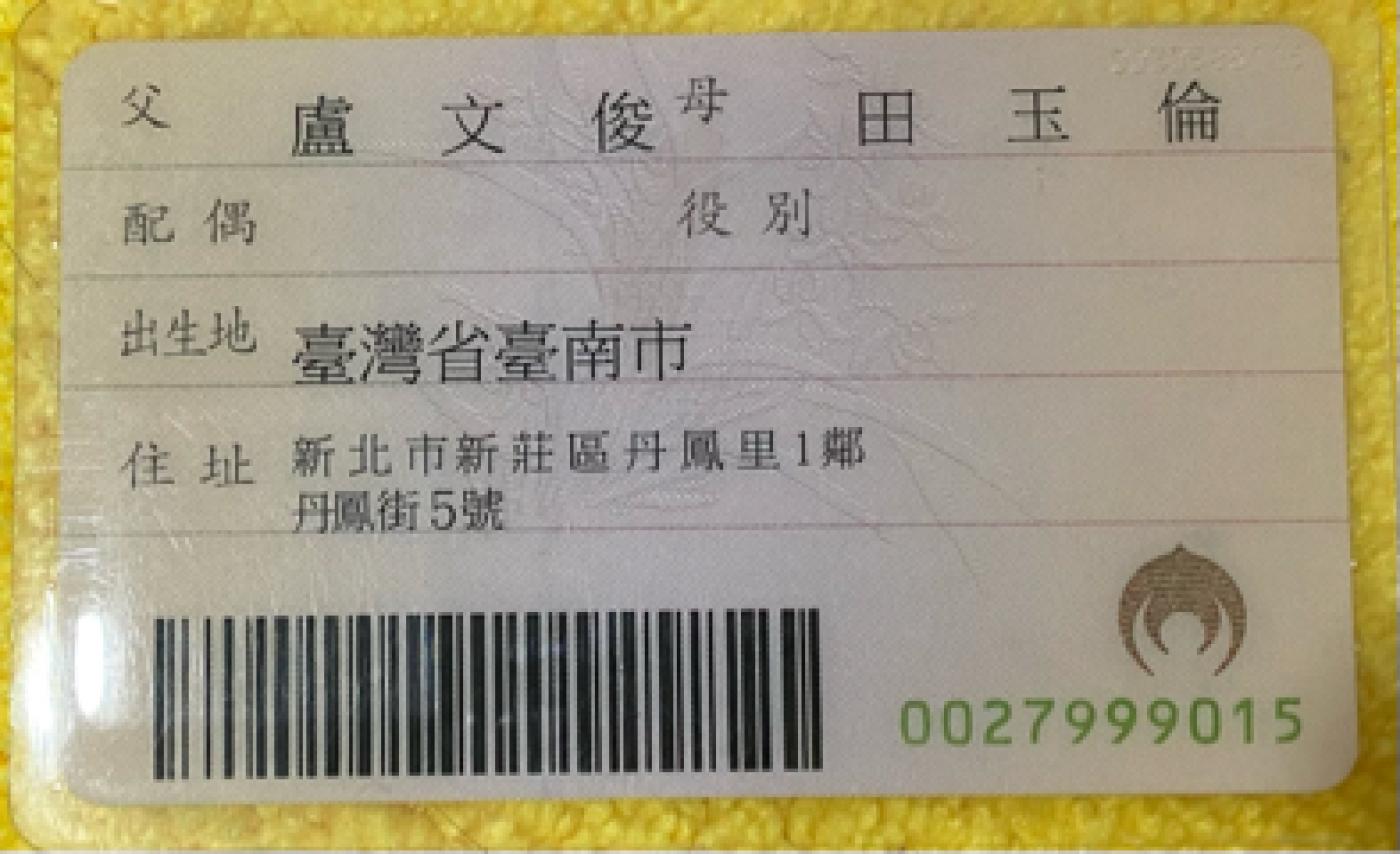 父 盧文俊 母 田玉倫
配偶 役別
出生地 臺灣省臺南市
住址 新北市新莊區丹鳳里1鄰
丹鳳街5號
0027999015